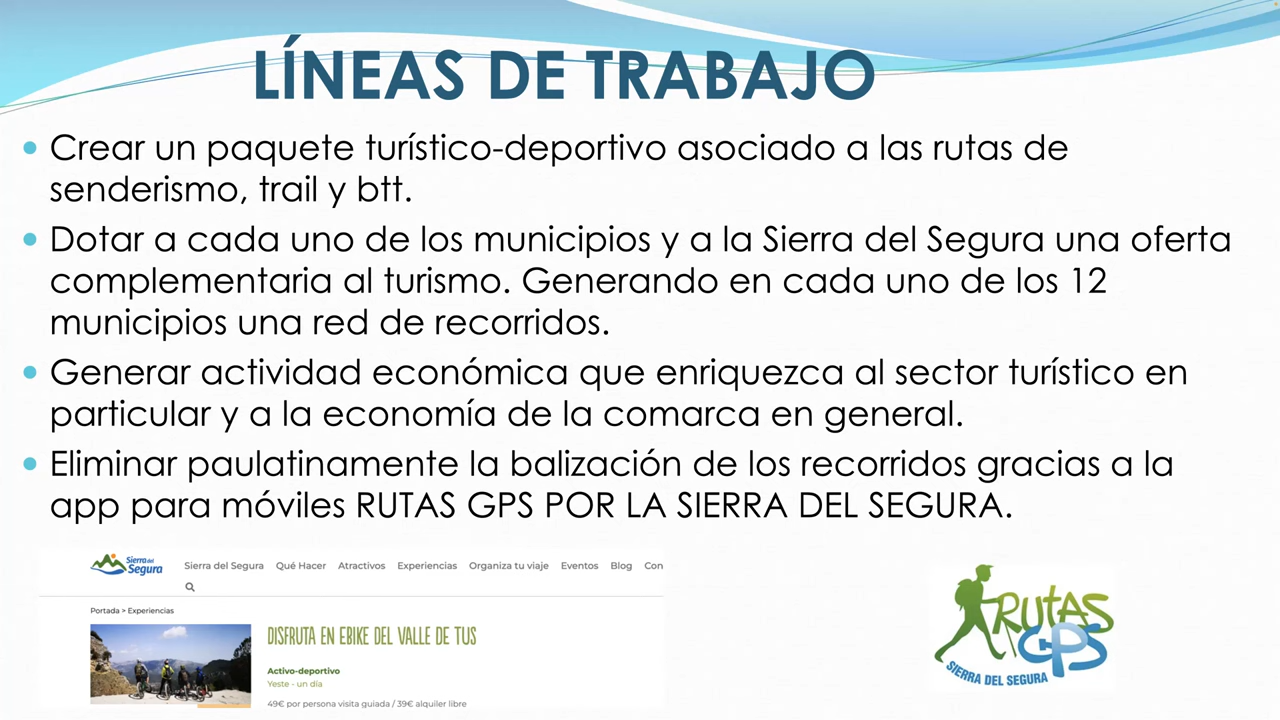 LÍNEAS DE TRABAJO
Crear un paquete turístico-deportivo asociado a las rutas de
senderismo, trail y btt.
Dotar a cada uno de los municipios y a la Sierra del Segura una oferta
complementaria al turismo. Generando en cada uno de los 12
municipios una red de recorridos.
Generar actividad económica que enriquezca al sector turístico en
particular y a la economía de la comarca en general.
Eliminar paulatinamente la balización de los recorridos gracias a la
app para móviles RUTAS GPS POR LA SIERRA DEL SEGURA.
Sierra del
Segura
Sierra del Segura Qué Hacer Atractivos Experiencias Organiza tu viaje Eventos Blog Con
Portada > Experiencias
DISFRUTA EN EBIKE DEL VALLE DE TUS
Activo-deportivo
Yeste - un día
49€ por persona visita guiada / 39€ alquiler libre
RUTAS
GPS
SIERRA DEL SEGURA